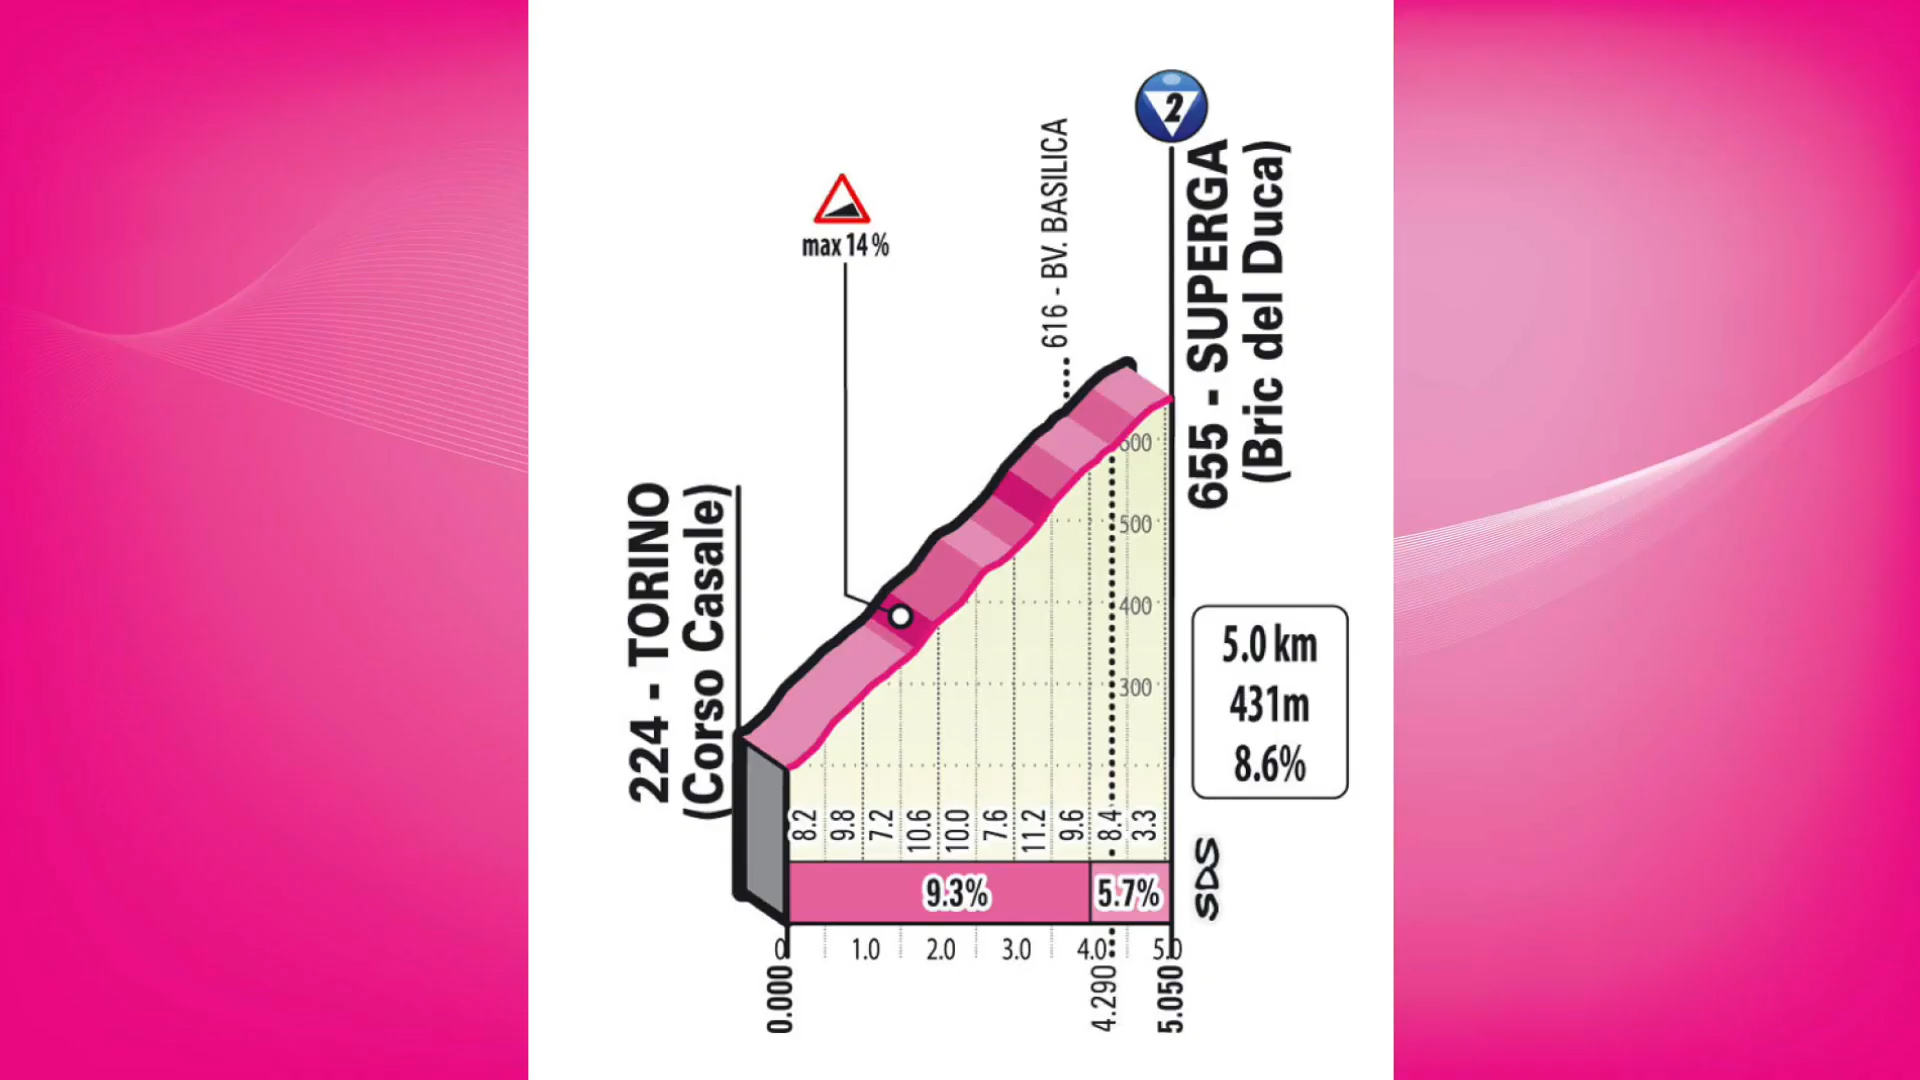 2
max 14%
616 - BV. BASILICA
655 - SUPERGA
(Bric del Duca)
224 - TORINO
(Corso Casale)
600
500
400
300
5.0 km
431m
8.6%
8.2 9.8 7.2 10.6 10.0 7.6 11.2 9.6 8.4 3.3
9.3% 5.7%
SDS
0 1.0 2.0 3.0 4.0 5.0
0.000 4.290 5.050